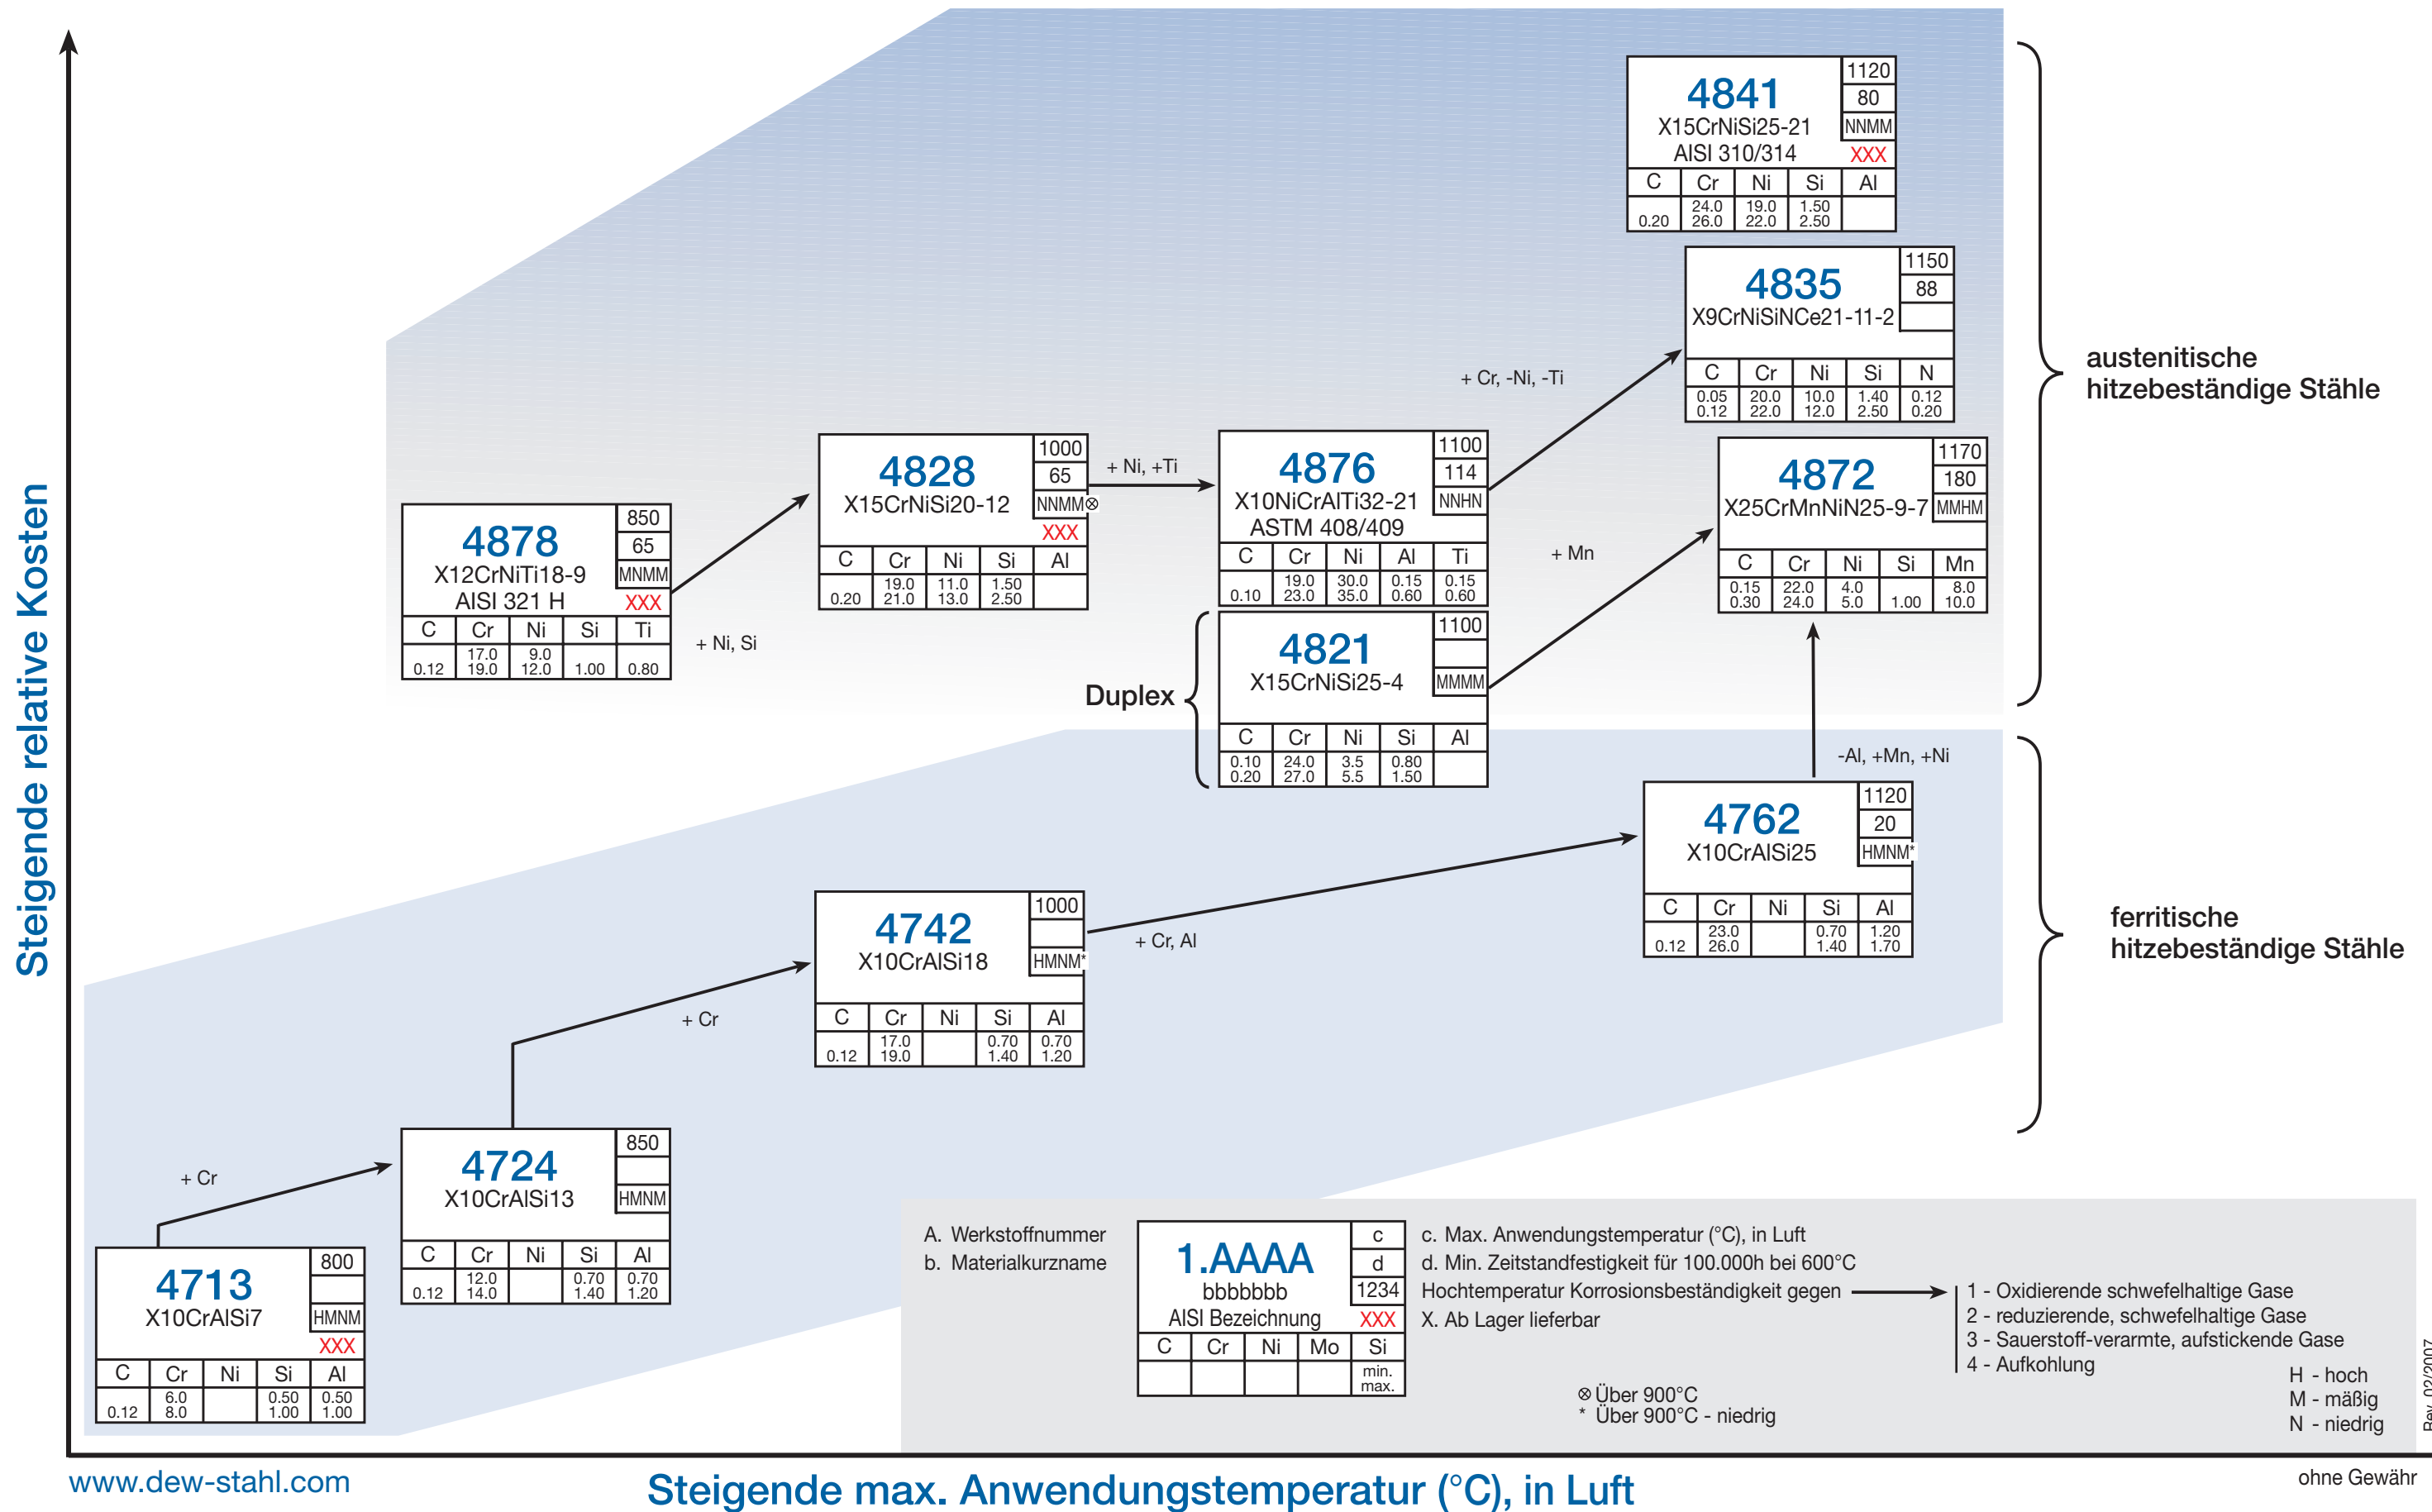 Steigende relative Kosten
4841
X15CrNiSi25-21
AISI 310/314
1120
80
NNMM
XXX
C Cr Ni Si Al
24.0 19.0 1.50
0.20 26.0 22.0 2.50
4835
X9CrNiSiNCe21-11-2
1150
88
C Cr Ni Si N
0.05 20.0 10.0 1.40 0.12
0.12 22.0 12.0 2.50 0.20
austenitische
hitzebeständige Stähle
+ Cr, -Ni, -Ti
4828
X15CrNiSi20-12
1000
65
NNMM⊗
XXX
C Cr Ni Si Al
19.0 11.0 1.50
0.20 21.0 13.0 2.50
+ Ni, +Ti
4876
X10NiCrAlTi32-21
ASTM 408/409
1100
114
NNHN
C Cr Ni Al Ti
19.0 30.0 0.15 0.15
0.10 23.0 35.0 0.60 0.60
4872
X25CrMnNiN25-9-7
1170
180
MMHM
C Cr Ni Si Mn
0.15 22.0 4.0 8.0
0.30 24.0 5.0 1.00 10.0
+ Mn
4878
X12CrNiTi18-9
AISI 321 H
850
65
MNMM
XXX
C Cr Ni Si Ti
17.0 9.0
0.12 19.0 12.0 1.00 0.80
+ Ni, Si
Duplex
4821
X15CrNiSi25-4
1100
MMMM
C Cr Ni Si Al
0.10 24.0 3.5 0.80
0.20 27.0 5.5 1.50
-Al, +Mn, +Ni
4762
X10CrAlSi25
1120
20
HMNM*
C Cr Ni Si Al
23.0 0.70 1.20
0.12 26.0 1.40 1.70
ferritische
hitzebeständige Stähle
4742
X10CrAlSi18
1000
HMNM*
C Cr Ni Si Al
17.0 0.70 0.70
0.12 19.0 1.40 1.20
+ Cr, Al
+ Cr
4724
X10CrAlSi13
850
HMNM
C Cr Ni Si Al
12.0 0.70 0.70
0.12 14.0 1.40 1.20
+ Cr
4713
X10CrAlSi7
800
HMNM
XXX
C Cr Ni Si Al
6.0 0.50 0.50
0.12 8.0 1.00 1.00
A. Werkstoffnummer
b. Materialkurzname
1.AAAA
bbbbbbb
AISI Bezeichnung
c
d
1234
XXX
C Cr Ni Mo Si
min.
max.
c. Max. Anwendungstemperatur (°C), in Luft
d. Min. Zeitstandfestigkeit für 100.000h bei 600°C
Hochtemperatur Korrosionsbeständigkeit gegen
X. Ab Lager lieferbar
1 - Oxidierende schwefelhaltige Gase
2 - reduzierende, schwefelhaltige Gase
3 - Sauerstoff-verarmte, aufstickende Gase
4 - Aufkohlung
⊗ Über 900°C
* Über 900°C - niedrig
H - hoch
M - mäßig
N - niedrig
Rev. 02/2007
www.dew-stahl.com
Steigende max. Anwendungstemperatur (°C), in Luft
ohne Gewähr